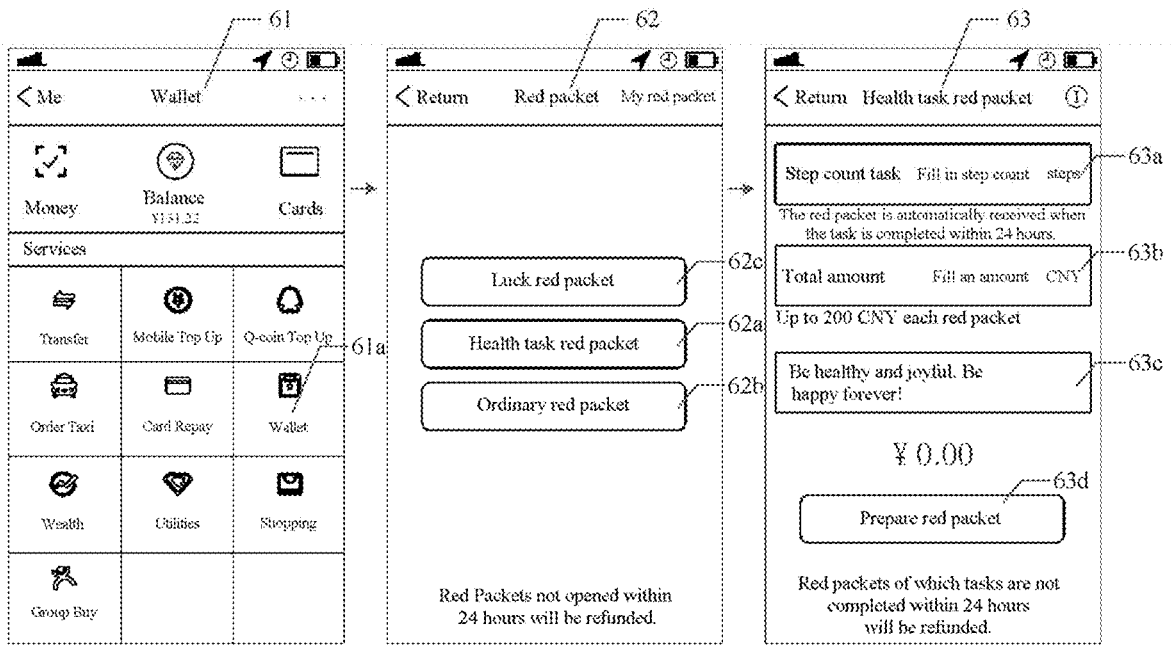 61
62
63
Me
Wallet
...
Money
Balance
¥131.22
Cards
Services
Transfer
Mobile Top Up
Q-coin Top Up
61a
Order Taxi
Card Repay
Wallet
Wealth
Utilities
Shopping
Group Buy
Return
Red packet
My red packet
Luck red packet
62c
Health task red packet
62a
Ordinary red packet
62b
Red Packets not opened within
24 hours will be refunded.
Return
Health task red packet
Step count task Fill in step count steps
63a
The red packet is automatically received when
the task is completed within 24 hours.
Total amount Fill an amount CNY
63b
Up to 200 CNY each red packet
Be healthy and joyful. Be
happy forever!
63c
¥ 0.00
63d
Prepare red packet
Red packets of which tasks are not
completed within 24 hours
will be refunded.